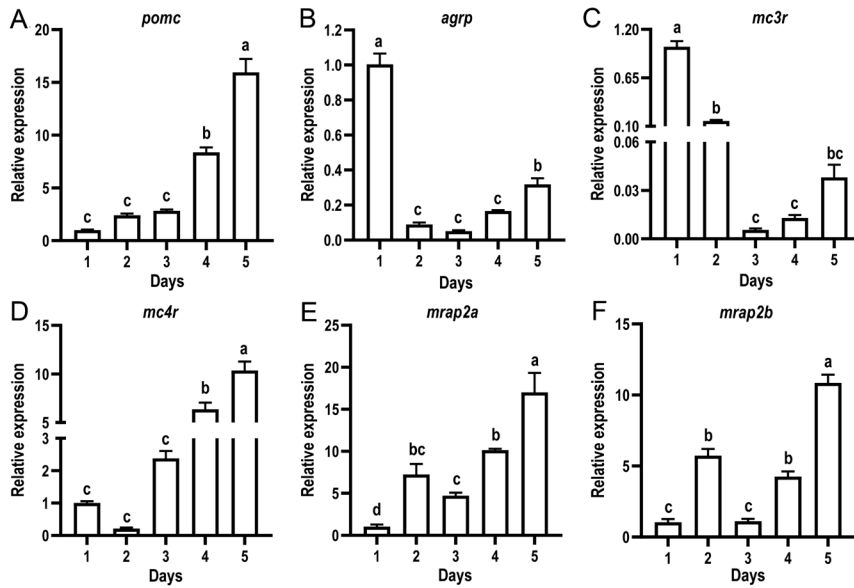 A
pomc
Relative expression
20
15
10
5
0
c
c
c
b
a
1 2 3 4 5
Days
B
agrp
Relative expression
1.2
1.0
0.8
0.6
0.4
0.2
0.0
a
c
c
c
b
1 2 3 4 5
Days
C
mc3r
Relative expression
1.20
0.65
0.10
0.06
0.03
0.00
a
b
c
c
bc
1 2 3 4 5
Days
D
mc4r
Relative expression
15
10
5
3
2
1
0
c
c
c
b
a
1 2 3 4 5
Days
E
mrap2a
Relative expression
25
20
15
10
5
0
d
bc
c
b
a
1 2 3 4 5
Days
F
mrap2b
Relative expression
15
10
5
0
c
b
c
b
a
1 2 3 4 5
Days